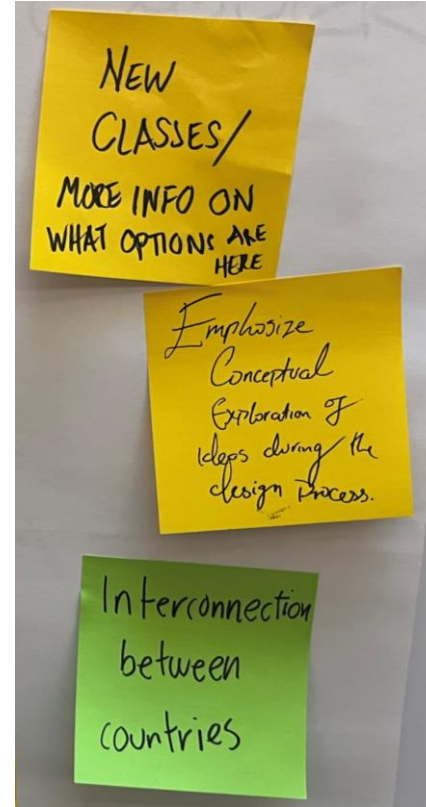 NEW
CLASSES/
MORE INFO ON
WHAT OPTIONS ARE
HERE
Emphasize
Conceptual
Exploration of
Ideas during the
design Process.
Interconnection
between
countries